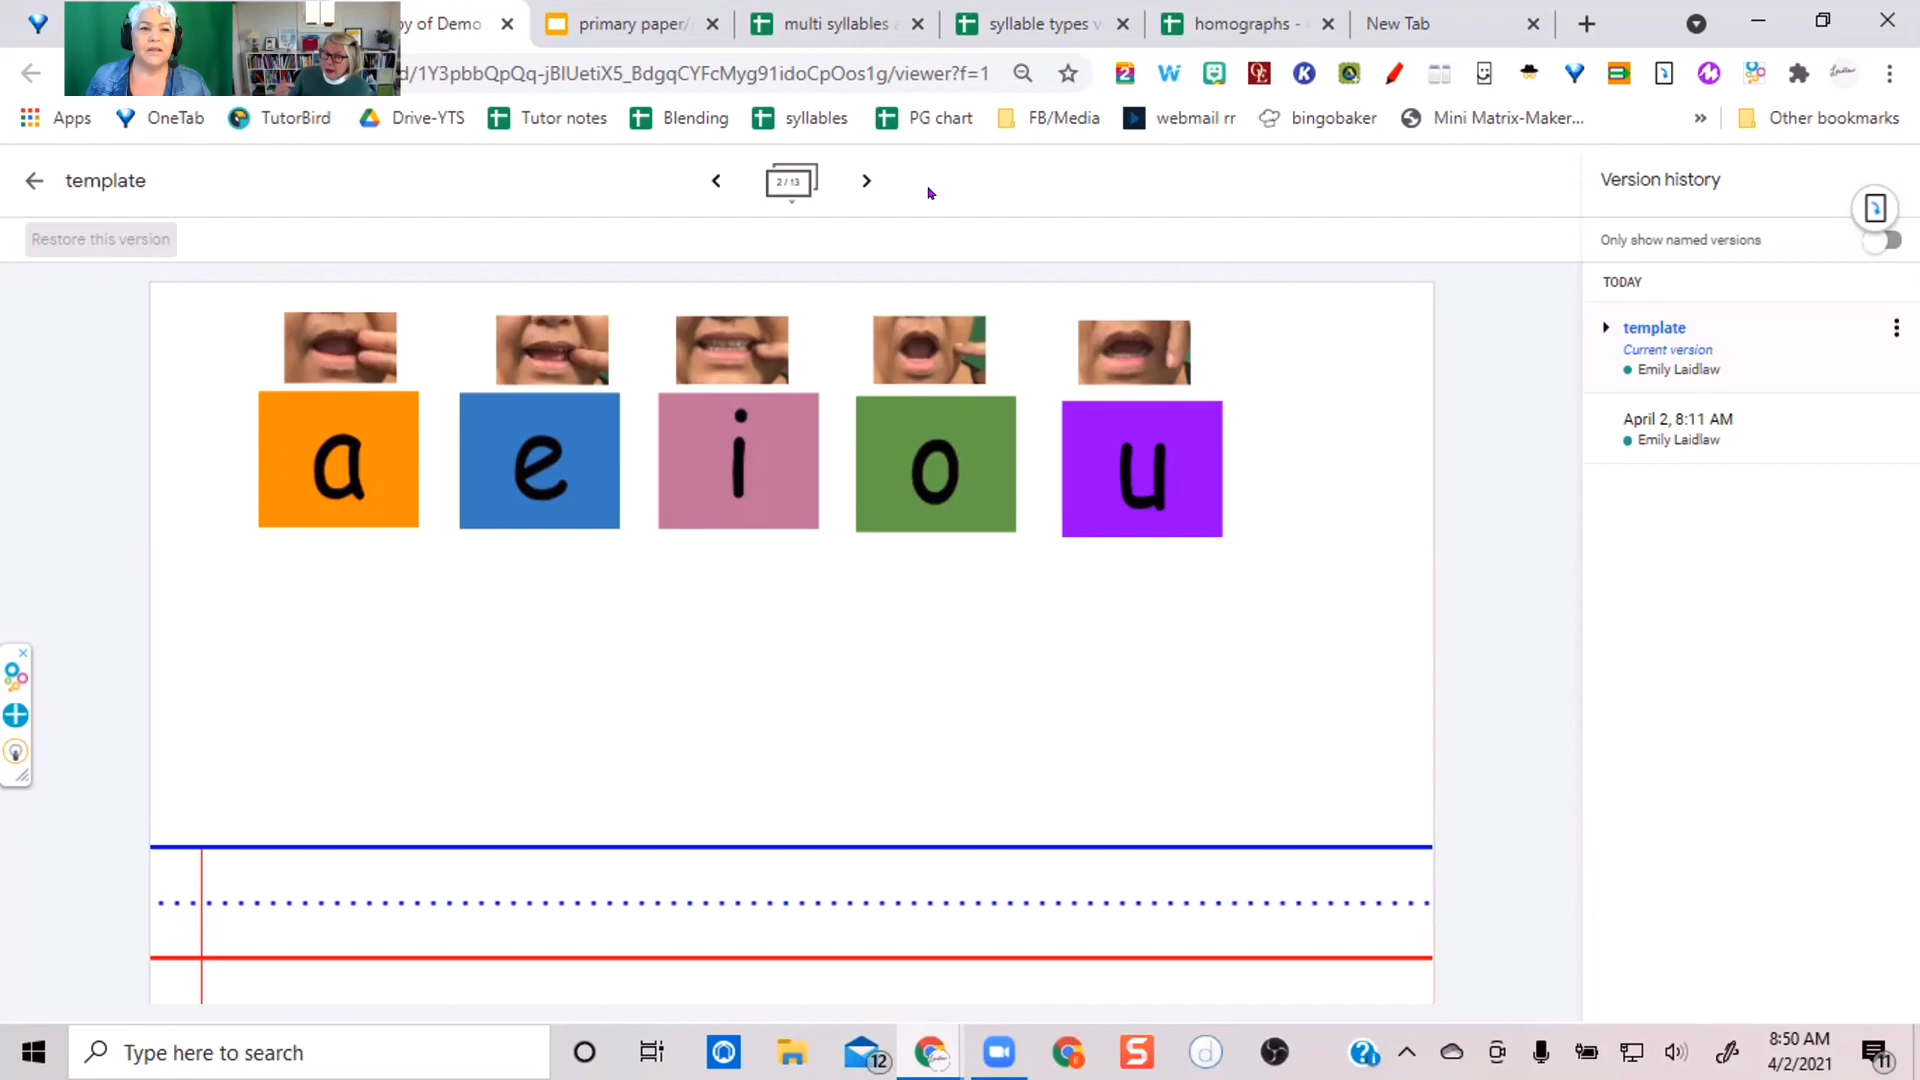 py of Demo
primary paper/
multi syllables
syllable types v
homographs -
New Tab
d/1Y3pbbQpQq-jBIUetiX5_BdgqCYFcMyg91idoCpOos1g/viewer?f=1
Apps
OneTab
TutorBird
Drive-YTS
Tutor notes
Blending
syllables
PG chart
FB/Media
webmail rr
bingobaker
Mini Matrix-Maker...
»
Other bookmarks
template
2 / 13
Version history
Restore this version
Only show named versions
TODAY
template
Current version
Emily Laidlaw
April 2, 8:11 AM
Emily Laidlaw
a e i o u
Type here to search
12
8:50 AM
4/2/2021
11